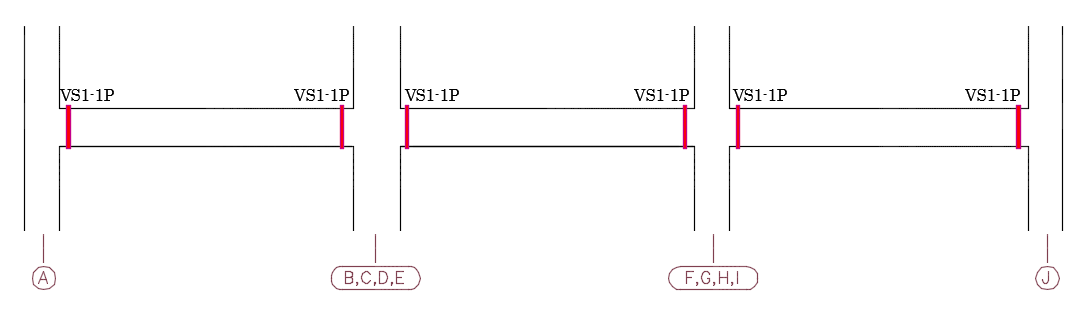 VS1-1P VS1-1P VS1-1P VS1-1P VS1-1P VS1-1P
A B,C,D,E F,G,H,I J